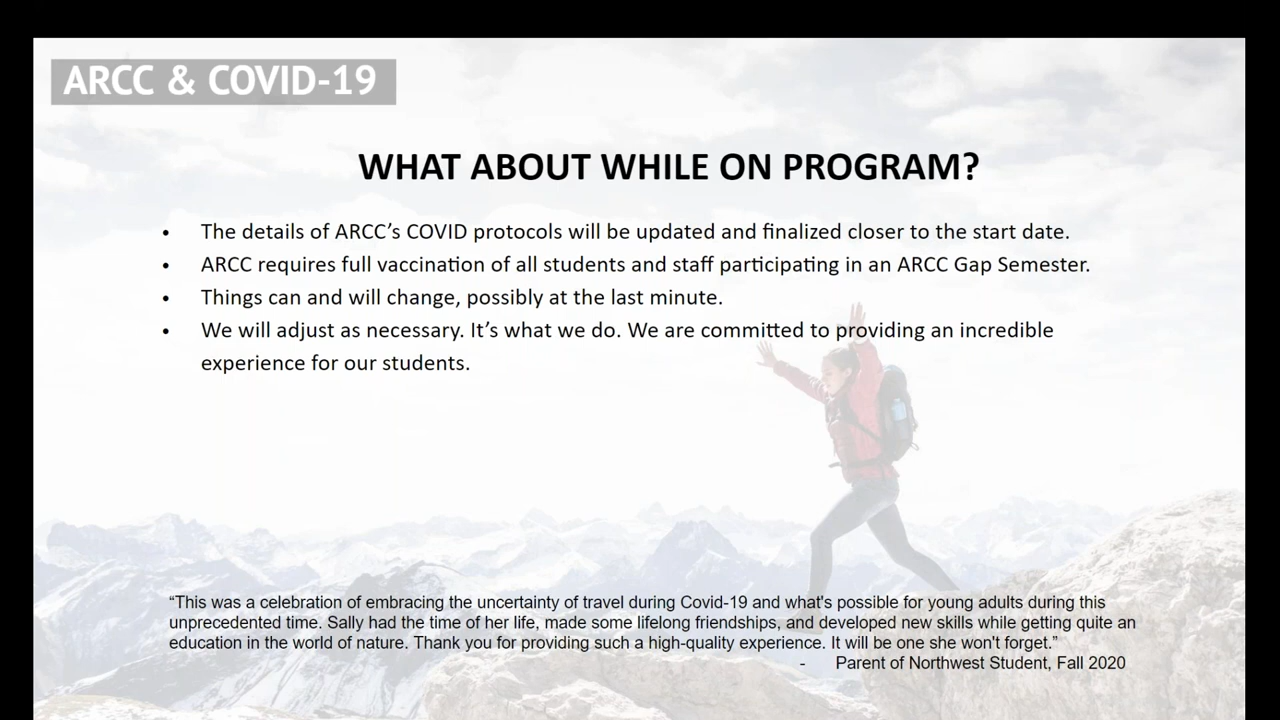 ARCC & COVID-19
WHAT ABOUT WHILE ON PROGRAM?
• The details of ARCC’s COVID protocols will be updated and finalized closer to the start date.
• ARCC requires full vaccination of all students and staff participating in an ARCC Gap Semester.
• Things can and will change, possibly at the last minute.
• We will adjust as necessary. It’s what we do. We are committed to providing an incredible
experience for our students.
“This was a celebration of embracing the uncertainty of travel during Covid-19 and what's possible for young adults during this
unprecedented time. Sally had the time of her life, made some lifelong friendships, and developed new skills while getting quite an
education in the world of nature. Thank you for providing such a high-quality experience. It will be one she won't forget.”
- Parent of Northwest Student, Fall 2020